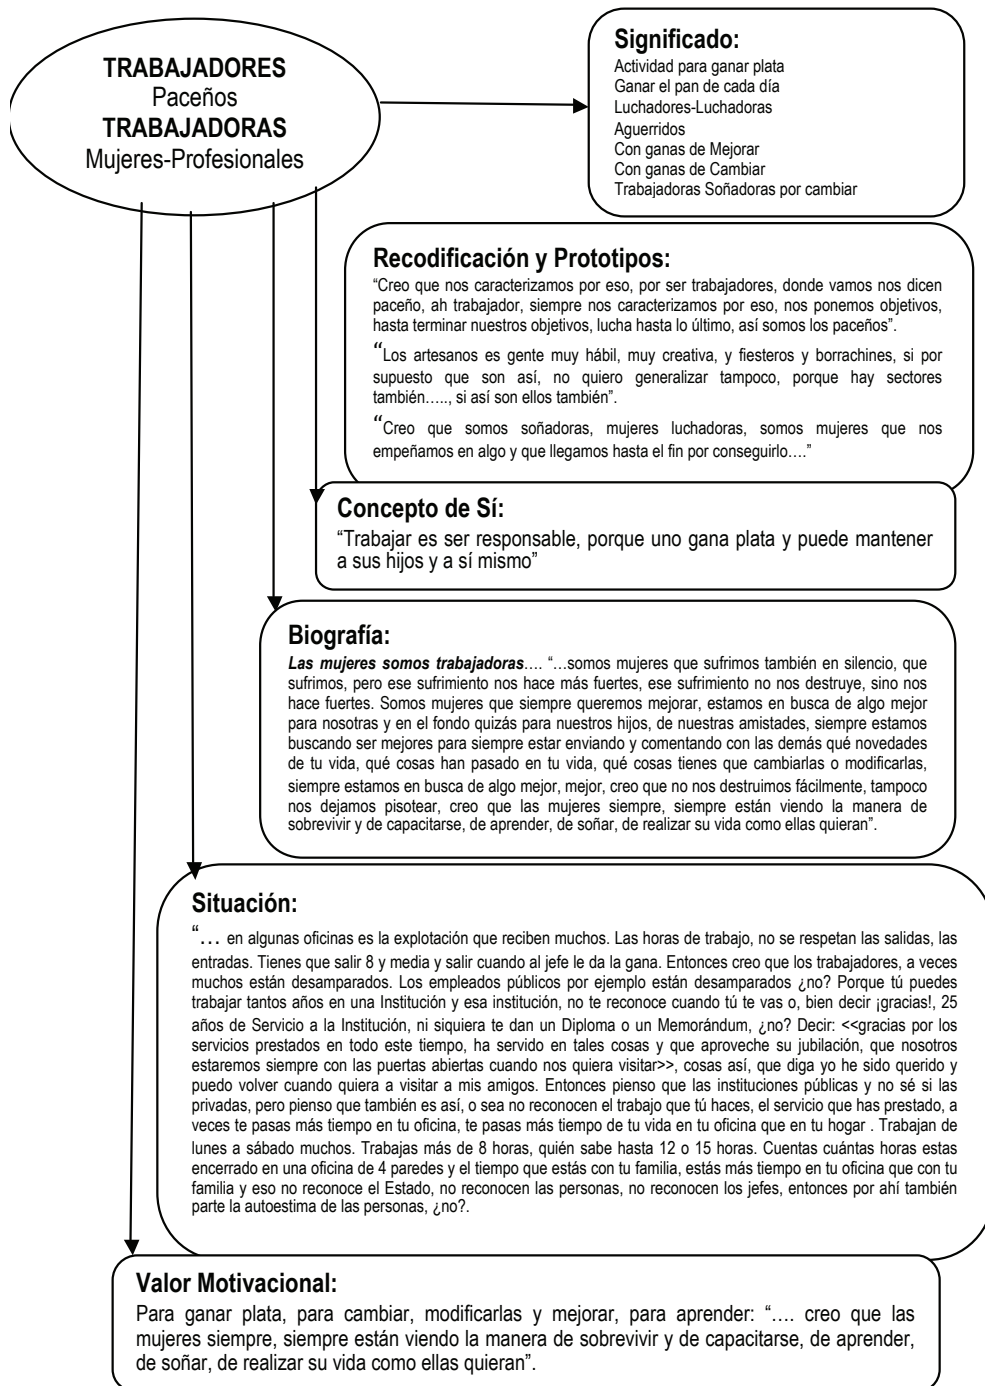 TRABAJADORES
Paceños
TRABAJADORAS
Mujeres-Profesionales
Significado:
Actividad para ganar plata
Ganar el pan de cada día
Luchadores-Luchadoras
Aguerridos
Con ganas de Mejorar
Con ganas de Cambiar
Trabajadoras Soñadoras por cambiar
Recodificación y Prototipos:
“Creo que nos caracterizamos por eso, por ser trabajadores, donde vamos nos dicen
paceño, ah trabajador, siempre nos caracterizamos por eso, nos ponemos objetivos,
hasta terminar nuestros objetivos, lucha hasta lo último, así somos los paceños”.
“Los artesanos es gente muy hábil, muy creativa, y fiesteros y borrachines, si por
supuesto que son así, no quiero generalizar tampoco, porque hay sectores
también….., si así son ellos también”.
“Creo que somos soñadoras, mujeres luchadoras, somos mujeres que nos
empeñamos en algo y que llegamos hasta el fin por conseguirlo….”
Concepto de Sí:
“Trabajar es ser responsable, porque uno gana plata y puede mantener
a sus hijos y a sí mismo”
Biografía:
Las mujeres somos trabajadoras…. “…somos mujeres que sufrimos también en silencio, que
sufrimos, pero ese sufrimiento nos hace más fuertes, ese sufrimiento no nos destruye, sino nos
hace fuertes. Somos mujeres que siempre queremos mejorar, estamos en busca de algo mejor
para nosotras y en el fondo quizás para nuestros hijos, de nuestras amistades, siempre estamos
buscando ser mejores para siempre estar enviando y comentando con las demás qué novedades
de tu vida, qué cosas han pasado en tu vida, qué cosas tienes que cambiarlas o modificarlas,
siempre estamos en busca de algo mejor, mejor, creo que no nos destruimos fácilmente, tampoco
nos dejamos pisotear, creo que las mujeres siempre, siempre están viendo la manera de
sobrevivir y de capacitarse, de aprender, de soñar, de realizar su vida como ellas quieran”.
Situación:
“… en algunas oficinas es la explotación que reciben muchos. Las horas de trabajo, no se respetan las salidas, las
entradas. Tienes que salir 8 y media y salir cuando al jefe le da la gana. Entonces creo que los trabajadores, a veces
muchos están desamparados. Los empleados públicos por ejemplo están desamparados ¿no? Porque tú puedes
trabajar tantos años en una Institución y esa institución, no te reconoce cuando tú te vas o, bien decir ¡gracias!, 25
años de Servicio a la Institución, ni siquiera te dan un Diploma o un Memorándum, ¿no? Decir: <<gracias por los
servicios prestados en todo este tiempo, ha servido en tales cosas y que aproveche su jubilación, que nosotros
estaremos siempre con las puertas abiertas cuando nos quiera visitar>>, cosas así, que diga yo he sido querido y
puedo volver cuando quiera a visitar a mis amigos. Entonces pienso que las instituciones públicas y no sé si las
privadas, pero pienso que también es así, o sea no reconocen el trabajo que tú haces, el servicio que has prestado, a
veces te pasas más tiempo en tu oficina, te pasas más tiempo de tu vida en tu oficina que en tu hogar . Trabajan de
lunes a sábado muchos. Trabajas más de 8 horas, quién sabe hasta 12 o 15 horas. Cuentas cuántas horas estas
encerrado en una oficina de 4 paredes y el tiempo que estás con tu familia, estás más tiempo en tu oficina que con tu
familia y eso no reconoce el Estado, no reconocen las personas, no reconocen los jefes, entonces por ahí también
parte la autoestima de las personas, ¿no?.
Valor Motivacional:
Para ganar plata, para cambiar, modificarlas y mejorar, para aprender: “…. creo que las
mujeres siempre, siempre están viendo la manera de sobrevivir y de capacitarse, de aprender,
de soñar, de realizar su vida como ellas quieran”.